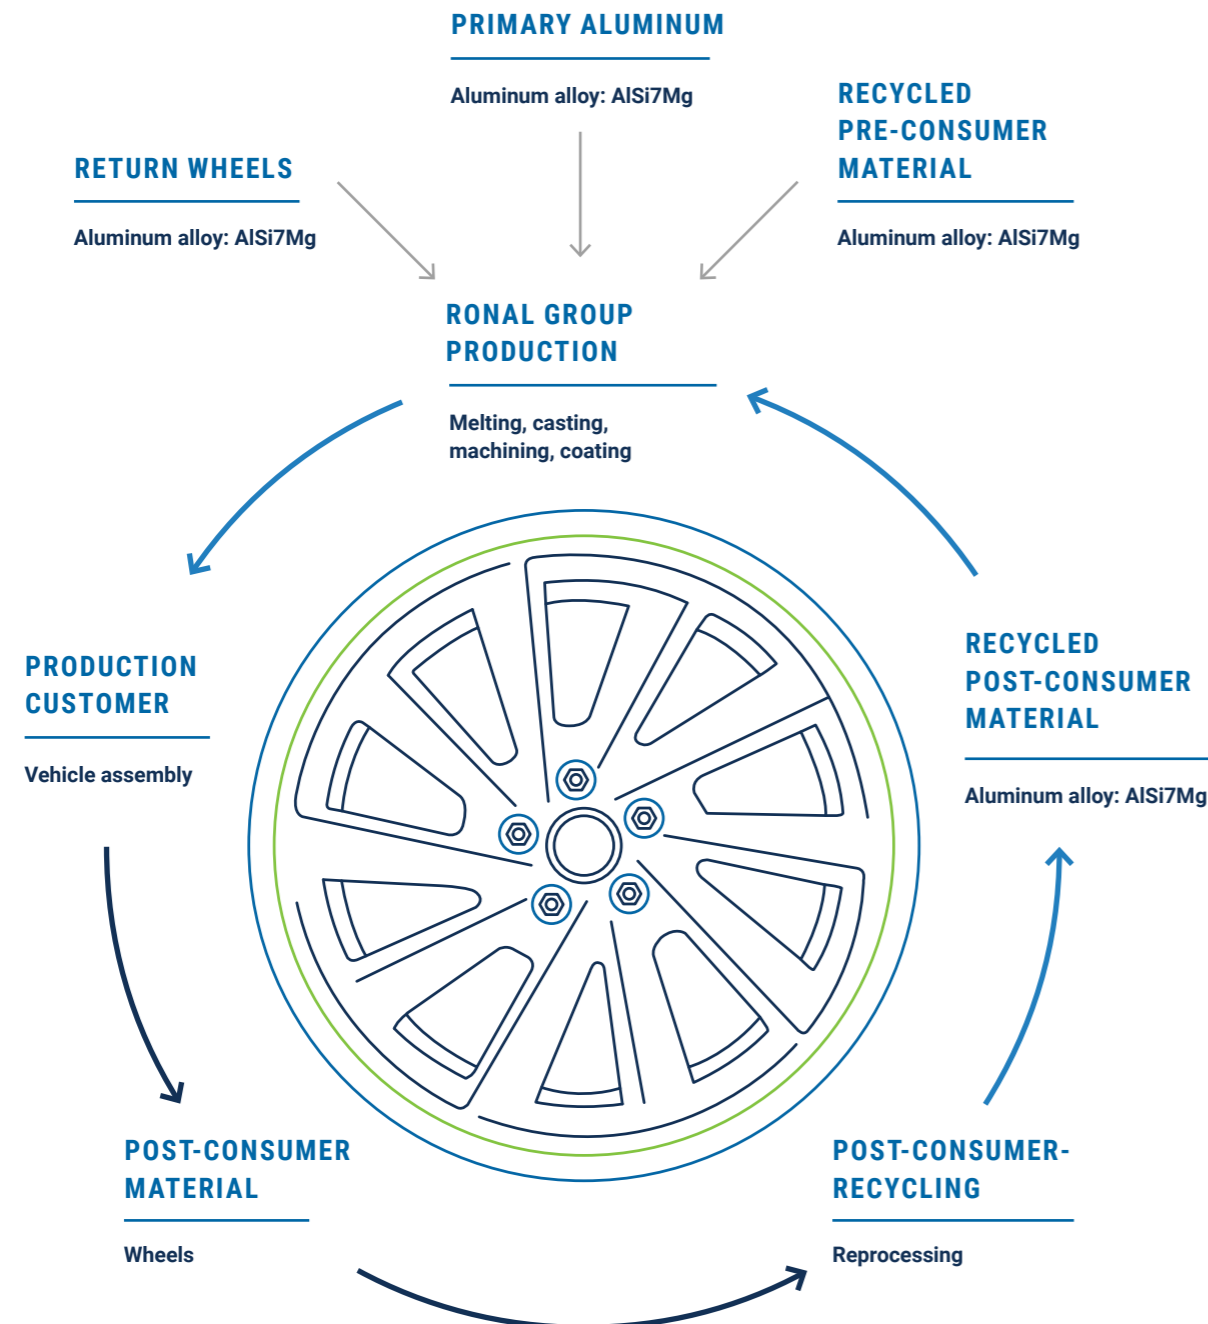 PRIMARY ALUMINUM
Aluminum alloy: AlSi7Mg
RECYCLED
PRE-CONSUMER
MATERIAL
Aluminum alloy: AlSi7Mg
RETURN WHEELS
Aluminum alloy: AlSi7Mg
RONAL GROUP
PRODUCTION
Melting, casting,
machining, coating
PRODUCTION
CUSTOMER
Vehicle assembly
RECYCLED
POST-CONSUMER
MATERIAL
Aluminum alloy: AlSi7Mg
POST-CONSUMER
MATERIAL
Wheels
POST-CONSUMER-
RECYCLING
Reprocessing